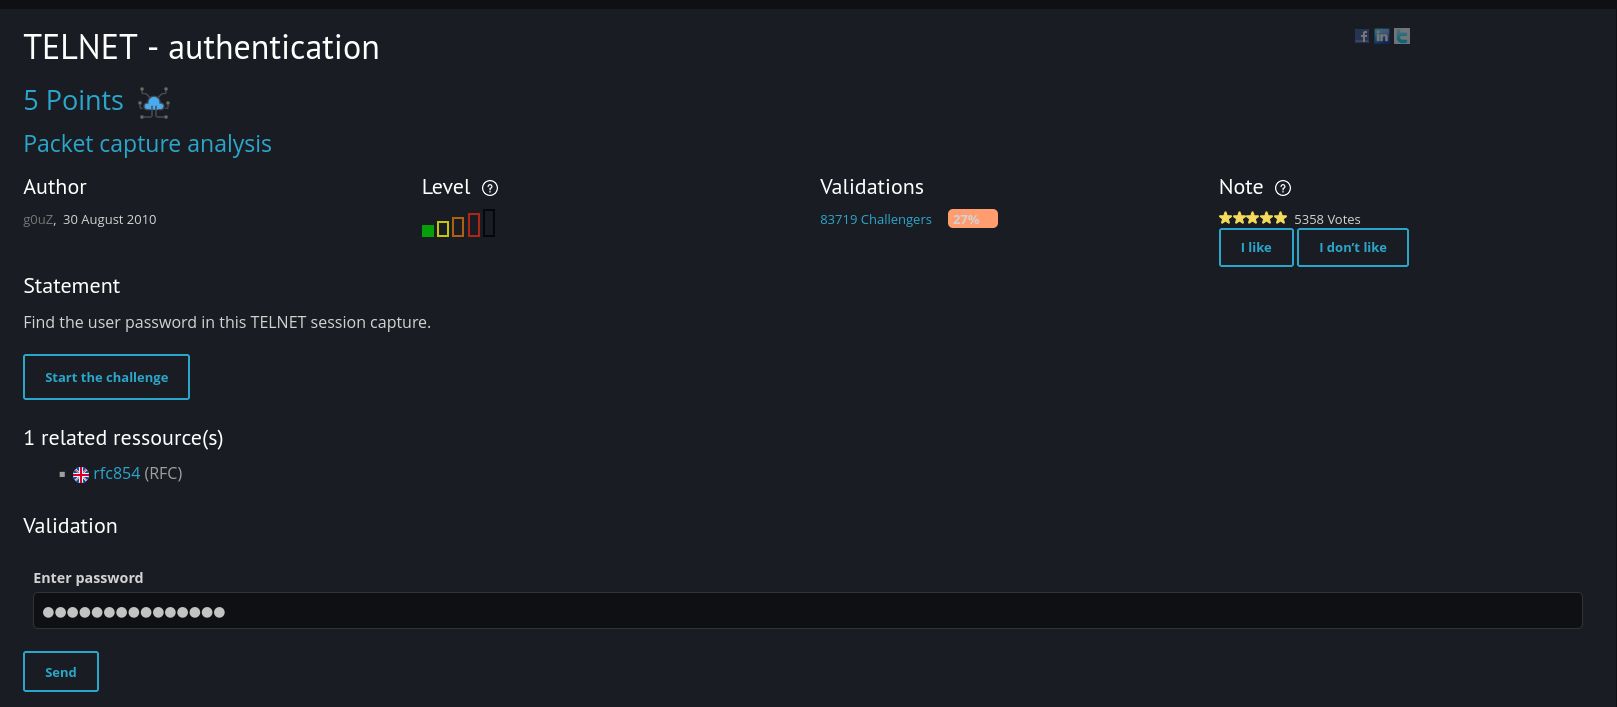 TELNET - authentication
5 Points
Packet capture analysis
Author
g0uZ, 30 August 2010
Level ?
Validations
83719 Challengers 27%
Note ?
5358 Votes
I like I don't like
Statement
Find the user password in this TELNET session capture.
Start the challenge
1 related ressource(s)
rfc854 (RFC)
Validation
Enter password
●●●●●●●●●●●●●●●
Send